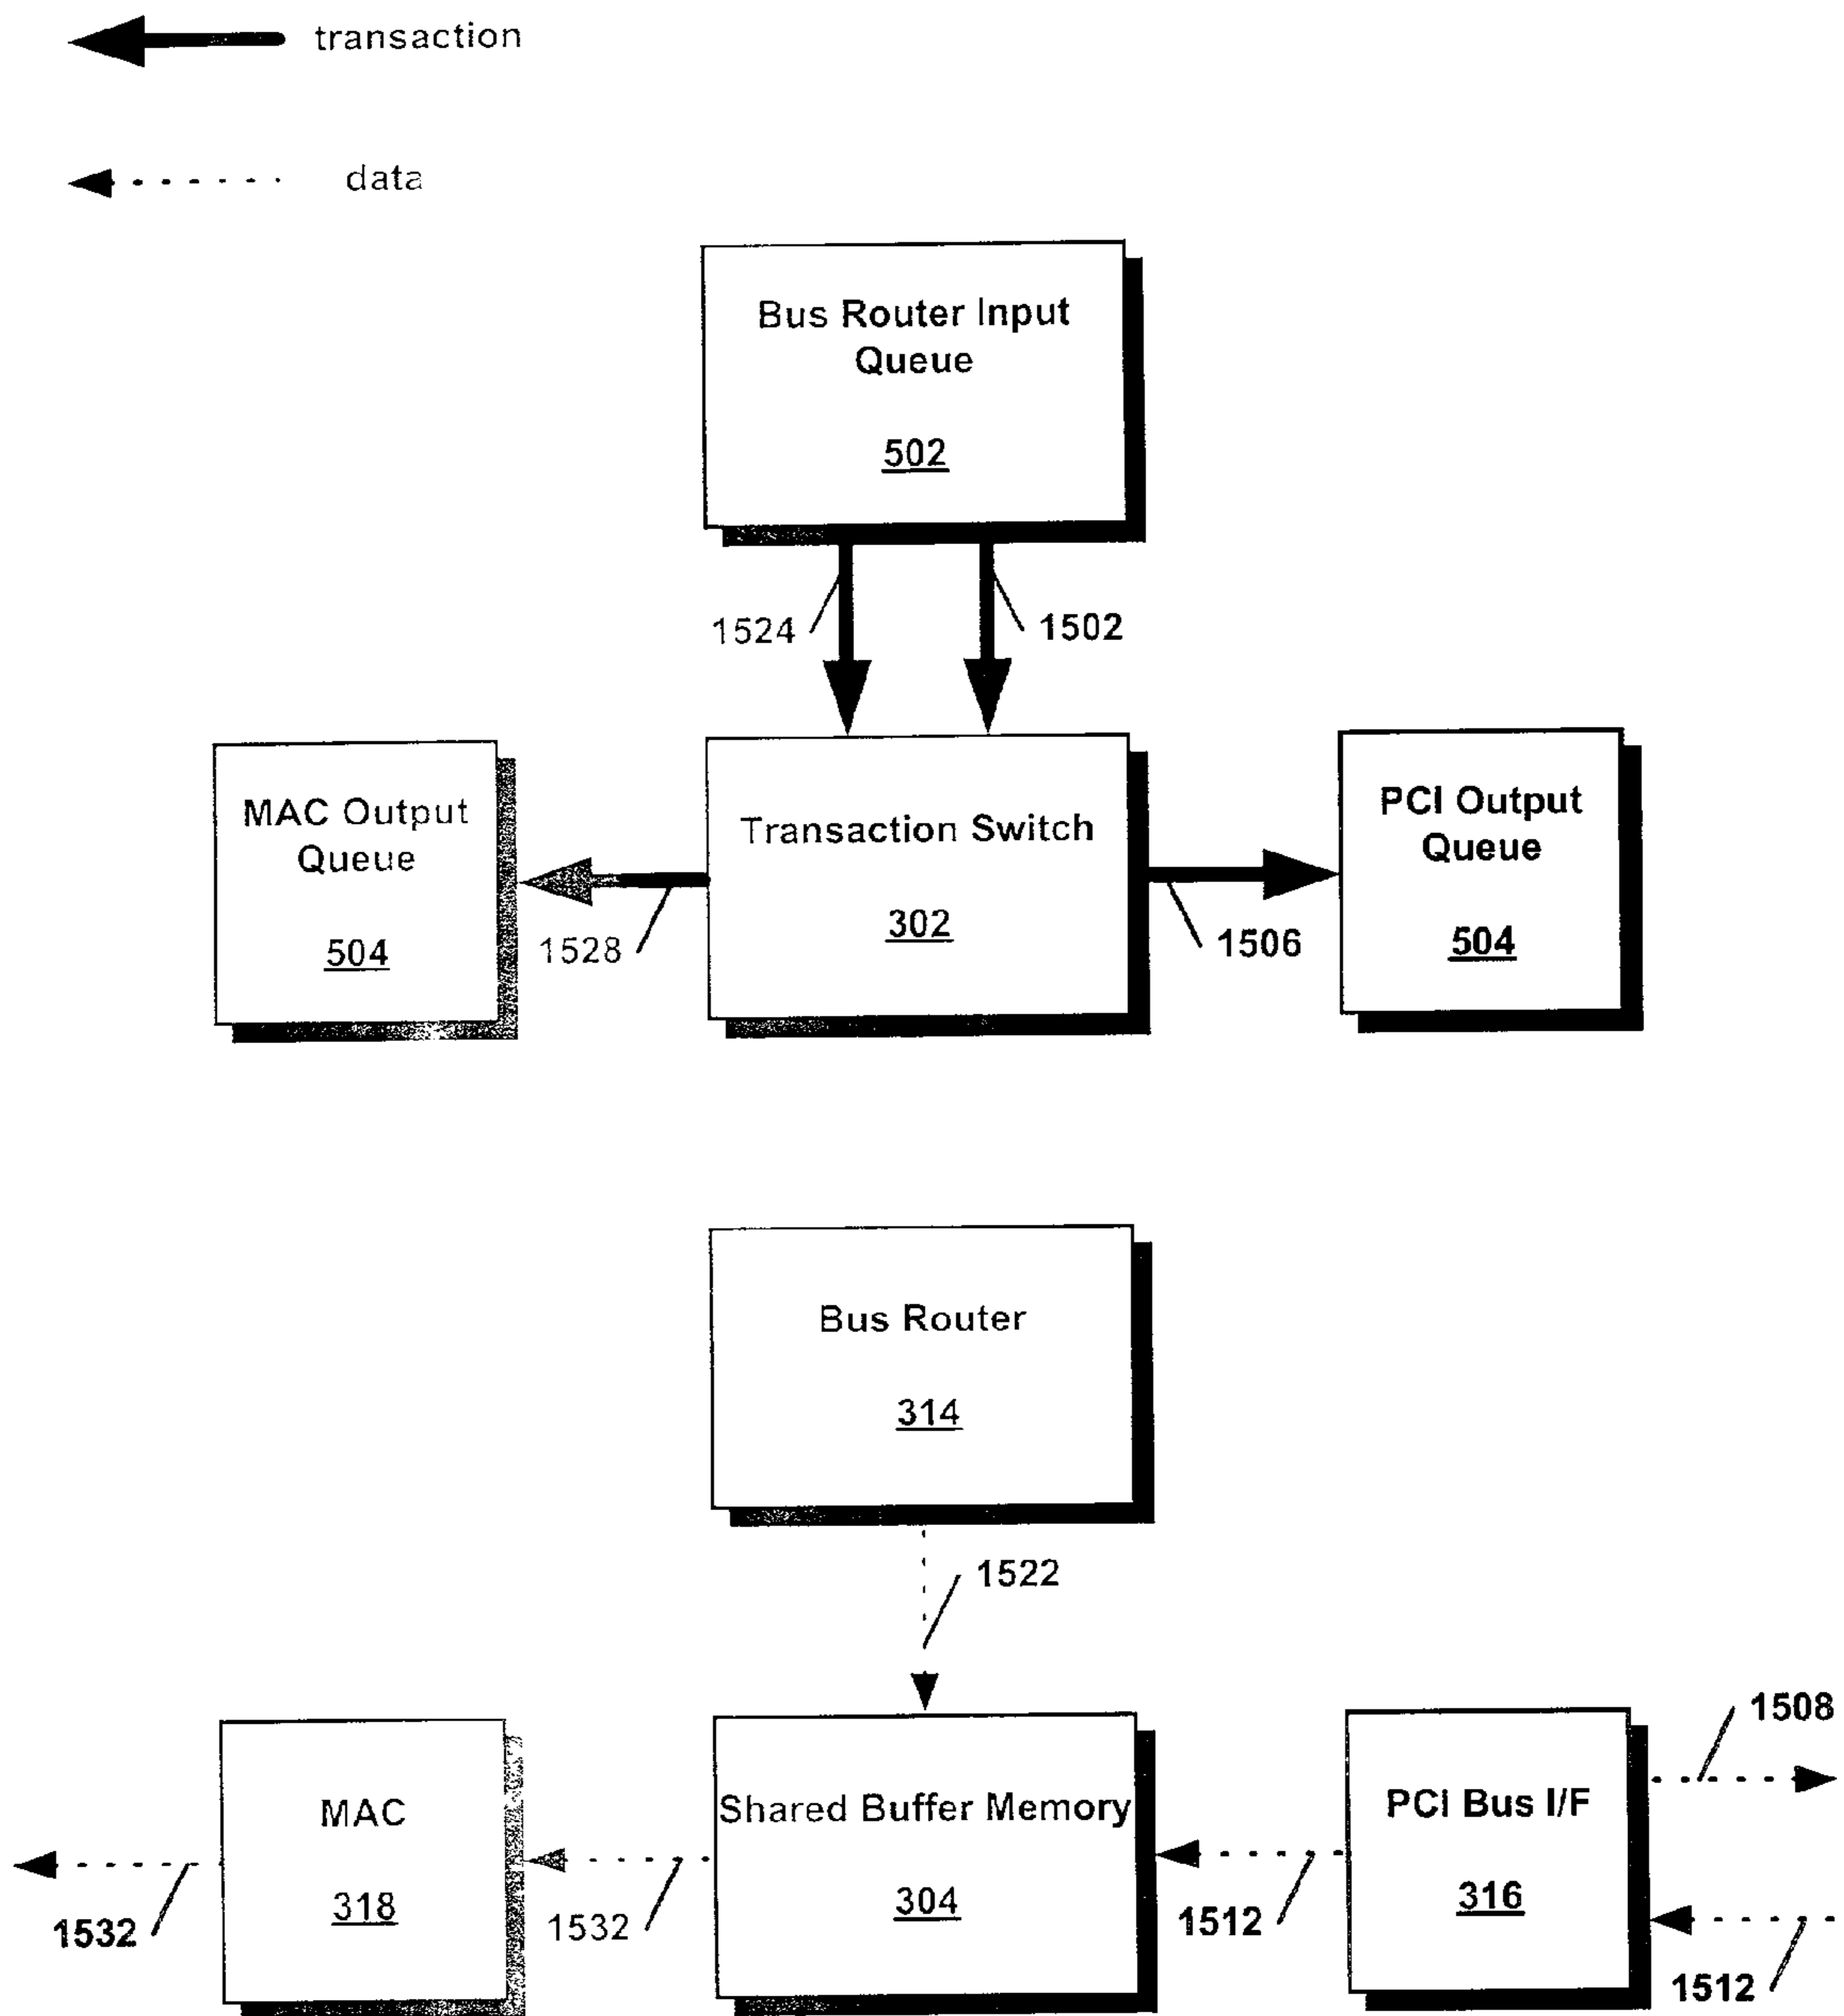 transaction
data
Bus Router Input
Queue
502
1524
1502
MAC Output
Queue
504
Transaction Switch
302
PCI Output
Queue
504
1528
1506
Bus Router
314
1522
1508
MAC
318
Shared Buffer Memory
304
PCI Bus I/F
316
1532
1532
1512
1512